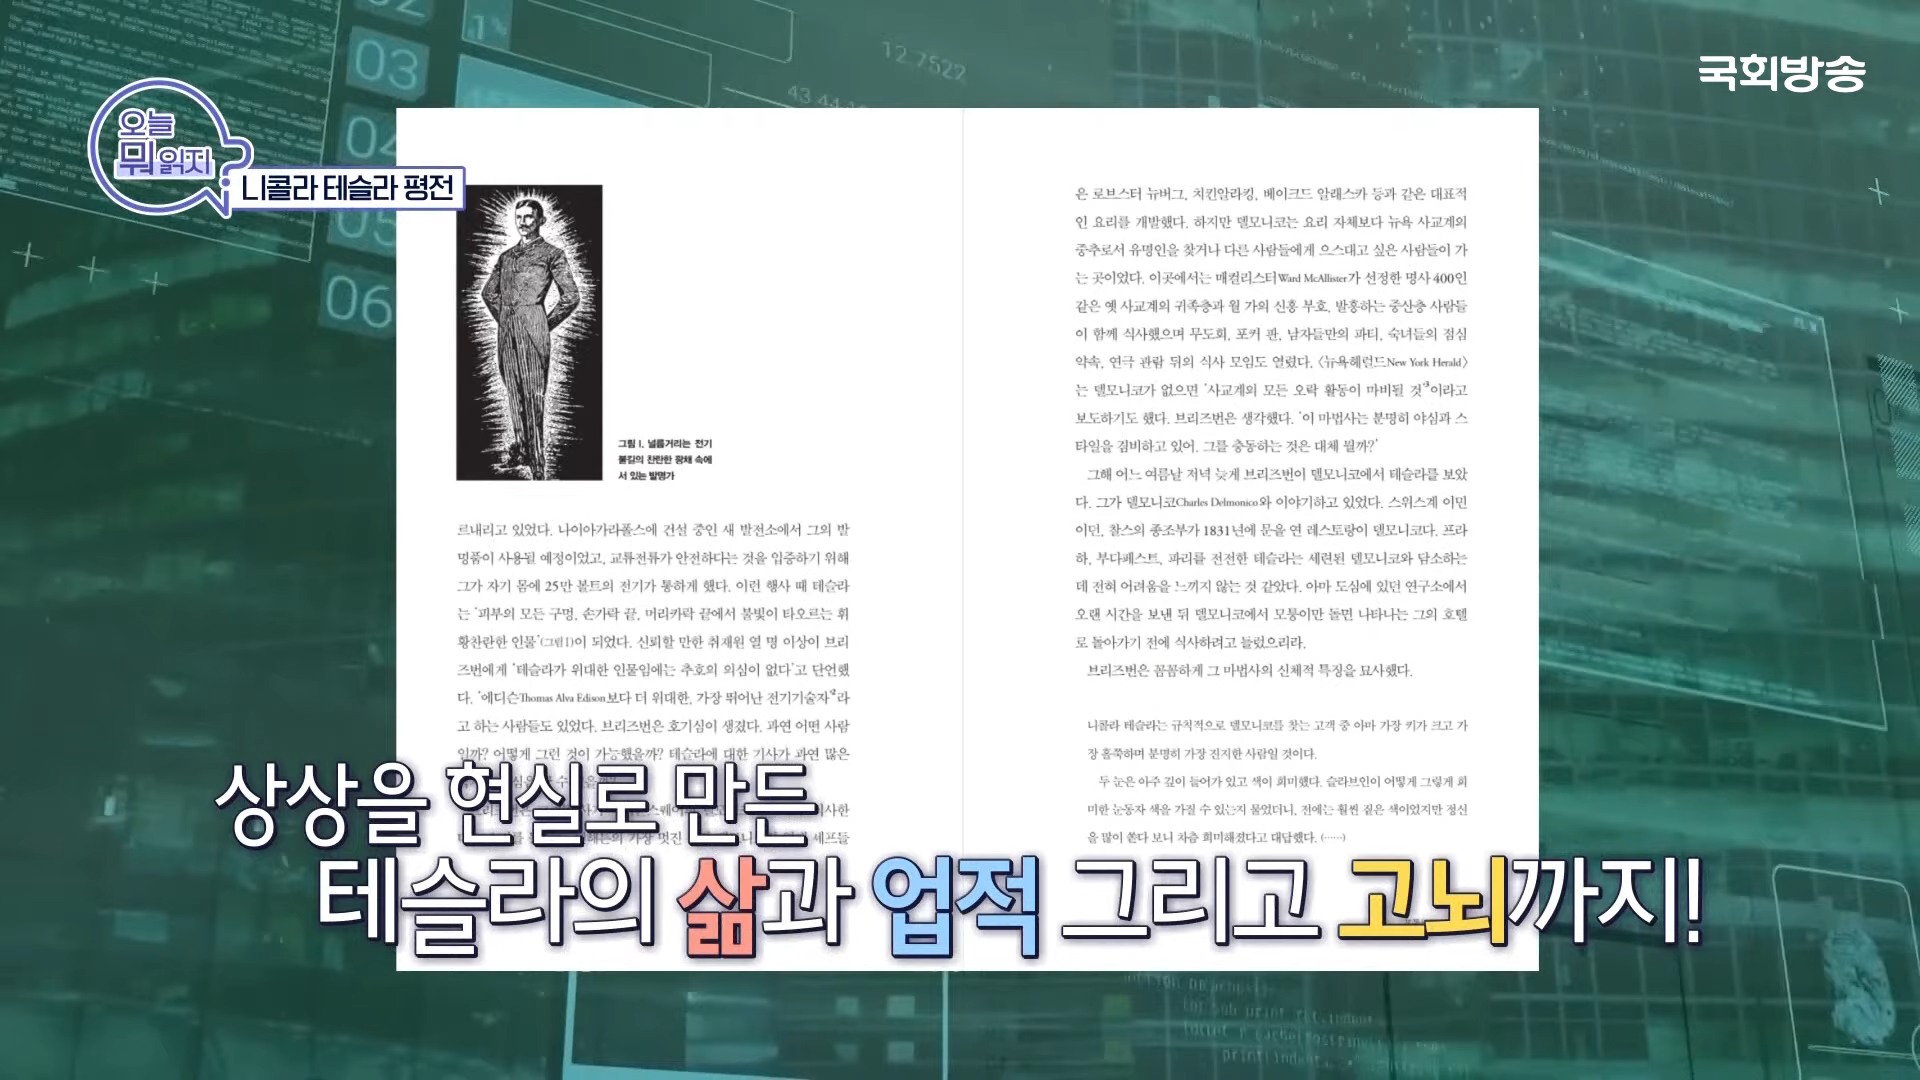 국회방송
오늘
뭐 읽지
니콜라 테슬라 평전
그림 1. 널름거리는 전기
불길의 찬란한 광채 속에
서 있는 발명가
르내리고 있었다. 나이아가라폴스에 건설 중인 새 발전소에서 그의 발
명품이 사용될 예정이었고, 교류전류가 안전하다는 것을 입증하기 위해
그가 자기 몸에 25만 볼트의 전기가 통하게 했다. 이런 행사 때 테슬라
는 ‘피부의 모든 구멍, 손가락 끝, 머리카락 끝에서 불빛이 타오르는 휘
황찬란한 인물’(그림 1)이 되었다. 신뢰할 만한 취재원 열 명 이상이 브리
즈번에게 ‘테슬라가 위대한 인물임에는 추호의 의심이 없다’고 단언했
다. ‘에디슨Thomas Alva Edison보다 더 위대한, 가장 뛰어난 전기기술자’2라
고 하는 사람들도 있었다. 브리즈번은 호기심이 생겼다. 과연 어떤 사람
일까? 어떻게 그런 것이 가능했을까? 테슬라에 대한 기사가 과연 많은
가장 멋진
셰프들
은 로브스터 뉴버그, 치킨알라킹, 베이크드 알래스카 등과 같은 대표적
인 요리를 개발했다. 하지만 델모니코는 요리 자체보다 뉴욕 사교계의
중추로서 유명인을 찾거나 다른 사람들에게 으스대고 싶은 사람들이 가
는 곳이었다. 이곳에서는 매컬리스터Ward McAllister가 선정한 명사 400인
같은 옛 사교계의 귀족층과 월 가의 신흥 부호, 발흥하는 중산층 사람들
이 함께 식사했으며 무도회, 포커 판, 남자들만의 파티, 숙녀들의 점심
약속, 연극 관람 뒤의 식사 모임도 열렸다. 〈뉴욕헤럴드New York Herald〉
는 델모니코가 없으면 ‘사교계의 모든 오락 활동이 마비될 것’3이라고
보도하기도 했다. 브리즈번은 생각했다. ‘이 마법사는 분명히 야심과 스
타일을 겸비하고 있어. 그를 충동하는 것은 대체 뭘까?’
그해 어느 여름날 저녁 늦게 브리즈번이 델모니코에서 테슬라를 보았
다. 그가 델모니코Charles Delmonico와 이야기하고 있었다. 스위스계 이민
이던, 찰스의 종조부가 1831년에 문을 연 레스토랑이 델모니코다. 프라
하, 부다페스트, 파리를 전전한 테슬라는 세련된 델모니코와 담소하는
데 전혀 어려움을 느끼지 않는 것 같았다. 아마 도심에 있던 연구소에서
오랜 시간을 보낸 뒤 델모니코에서 모퉁이만 돌면 나타나는 그의 호텔
로 돌아가기 전에 식사하려고 들렀으리라.
브리즈번은 꼼꼼하게 그 마법사의 신체적 특징을 묘사했다.
니콜라 테슬라는 규칙적으로 델모니코를 찾는 고객 중 아마 가장 키가 크고 가
장 홀쭉하며 분명히 가장 진지한 사람일 것이다.
두 눈은 아주 깊이 들어가 있고 색이 희미했다. 슬라브인이 어떻게 그렇게 희
미한 눈동자 색을 가질 수 있는지 물었더니, 전에는 훨씬 짙은 색이었지만 정신
을 많이 쏟다 보니 차츰 희미해졌다고 대답했다. (……)
상상을 현실로 만든
테슬라의 삶과 업적 그리고 고뇌까지!
03
04
05
06
1%
12.7522